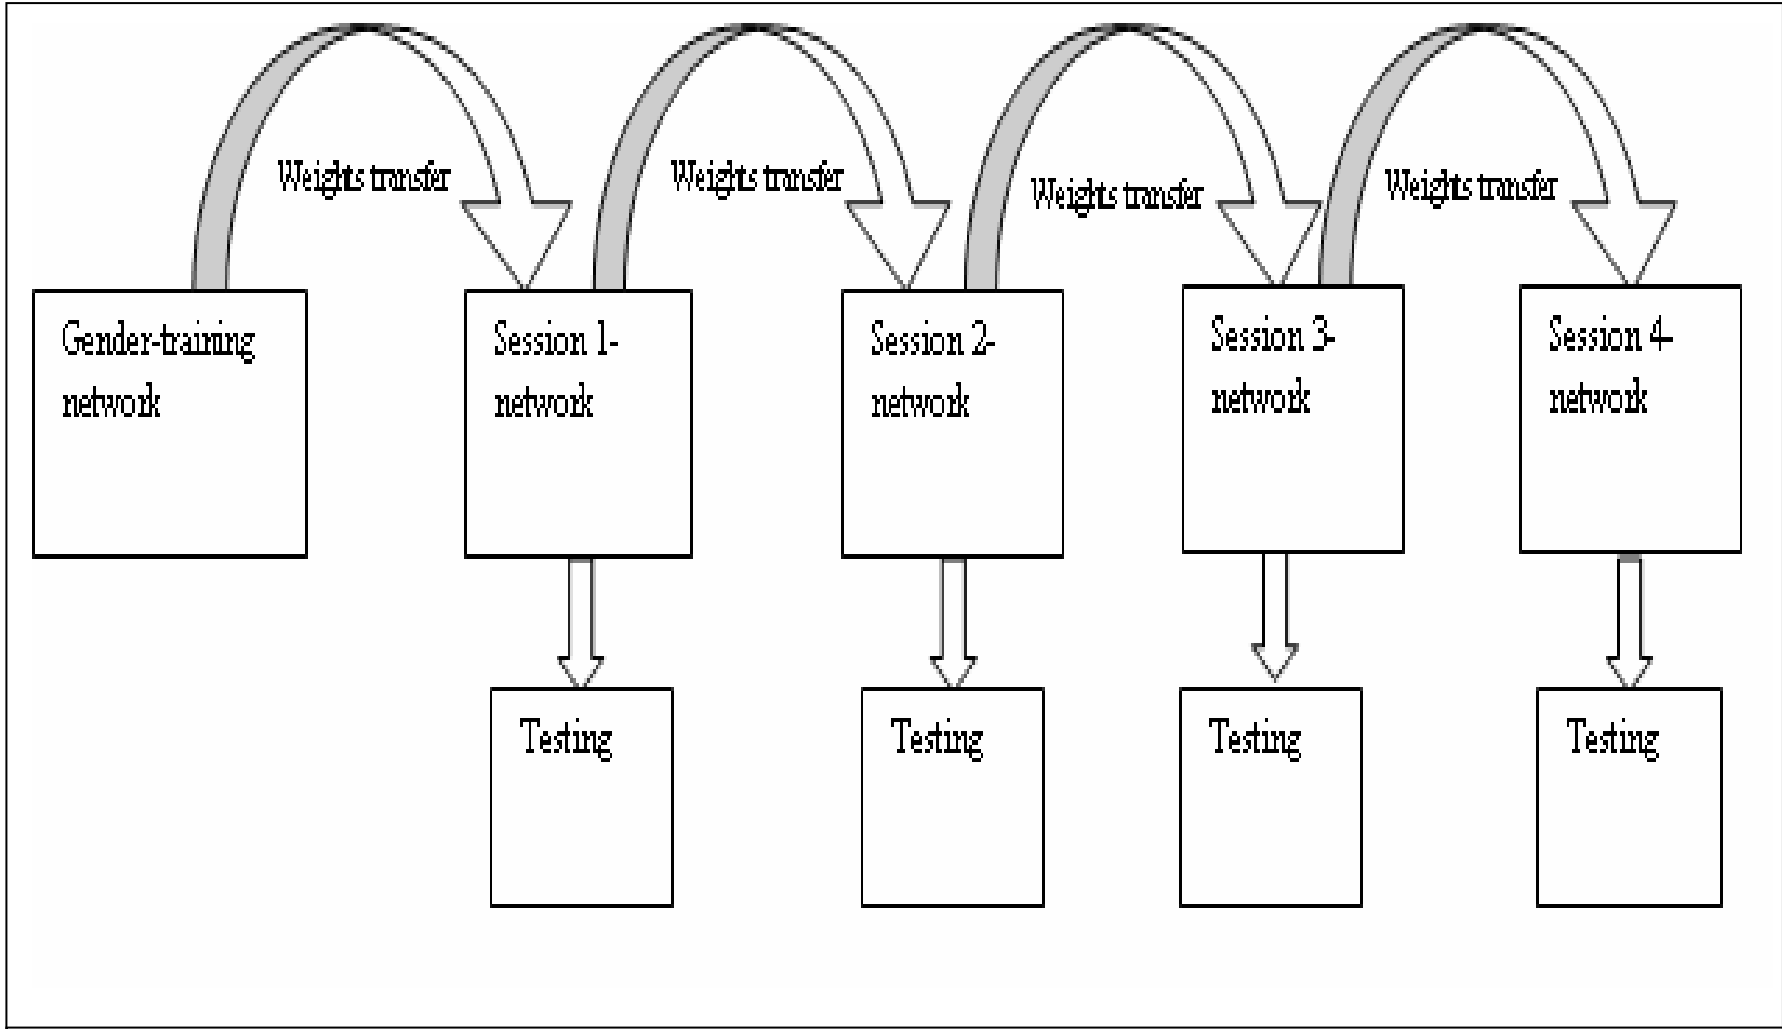 Weights transfer
Weights transfer
Weights transfer
Weights transfer
Gender-training
network
Session 1-
network
Session 2-
network
Session 3-
network
Session 4-
network
Testing
Testing
Testing
Testing